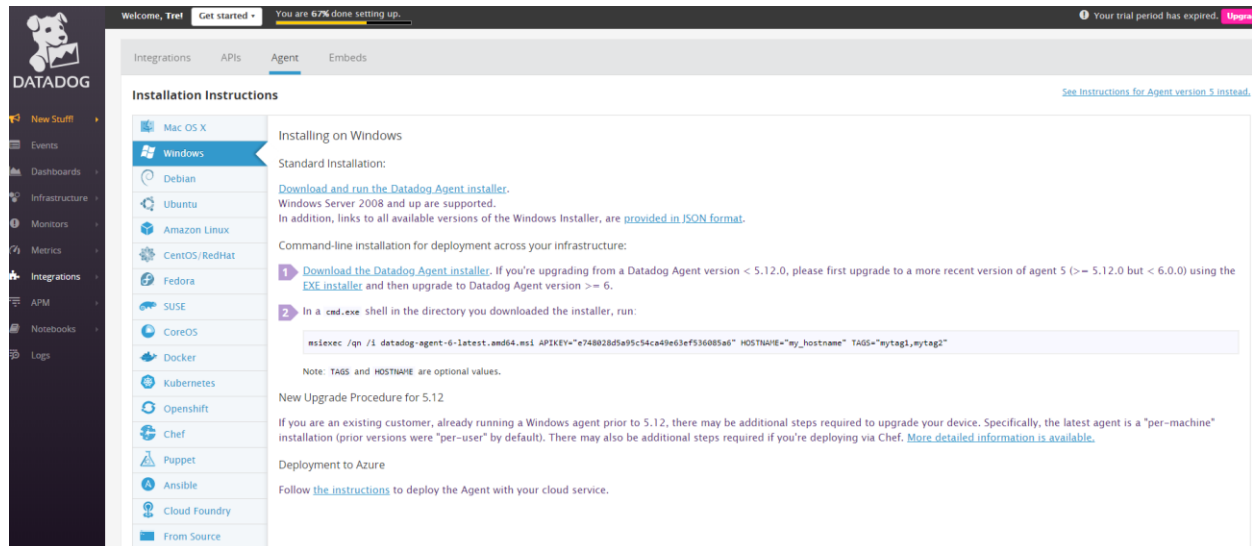 Welcome, Tre! Get started You are 67% done setting up. Your trial period has expired. Upgra
DATADOG
New Stuff!
Events
Dashboards
Infrastructure
Monitors
Metrics
Integrations
APM
Notebooks
Logs
Integrations APIs Agent Embeds
Installation Instructions
See Instructions for Agent version 5 instead.
Mac OS X
Windows
Debian
Ubuntu
Amazon Linux
CentOS/RedHat
Fedora
SUSE
CoreOS
Docker
Kubernetes
Openshift
Chef
Puppet
Ansible
Cloud Foundry
From Source
Installing on Windows
Standard Installation:
Download and run the Datadog Agent installer.
Windows Server 2008 and up are supported.
In addition, links to all available versions of the Windows Installer, are provided in JSON format.
Command-line installation for deployment across your infrastructure:
1 Download the Datadog Agent installer. If you're upgrading from a Datadog Agent version < 5.12.0, please first upgrade to a more recent version of agent 5 (>= 5.12.0 but < 6.0.0) using the
EXE installer and then upgrade to Datadog Agent version >= 6.
2 In a cmd.exe shell in the directory you downloaded the installer, run:
msiexec /qn /i datadog-agent-6-latest.amd64.msi APIKEY="e748028d5a95c54ca49e63ef536085a6" HOSTNAME="my_hostname" TAGS="mytag1,mytag2"
Note: TAGS and HOSTNAME are optional values.
New Upgrade Procedure for 5.12
If you are an existing customer, already running a Windows agent prior to 5.12, there may be additional steps required to upgrade your device. Specifically, the latest agent is a "per-machine"
installation (prior versions were "per-user" by default). There may also be additional steps required if you're deploying via Chef. More detailed information is available.
Deployment to Azure
Follow the instructions to deploy the Agent with your cloud service.